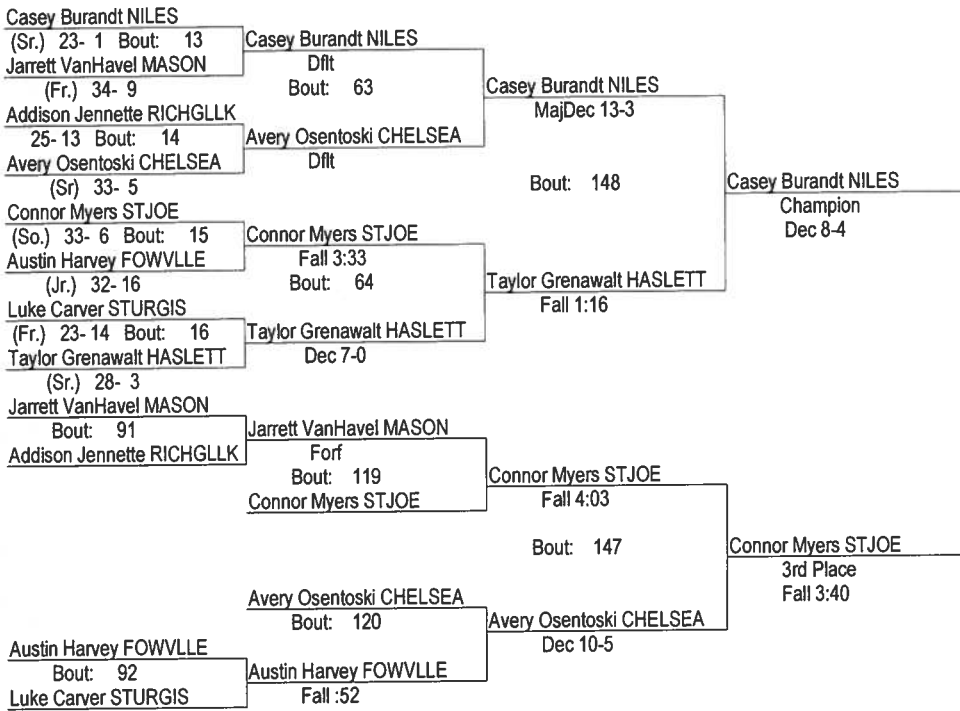 Casey Burandt NILES
(Sr.) 23- 1 Bout: 13
Jarrett VanHavel MASON
(Fr.) 34- 9
Addison Jennette RICHGLLK
25- 13 Bout: 14
Avery Osentoski CHELSEA
(Sr) 33- 5
Connor Myers STJOE
(So.) 33- 6 Bout: 15
Austin Harvey FOWVLLE
(Jr.) 32- 16
Luke Carver STURGIS
(Fr.) 23- 14 Bout: 16
Taylor Grenawalt HASLETT
(Sr.) 28- 3
Casey Burandt NILES
Dflt
Bout: 63
Avery Osentoski CHELSEA
Dflt
Connor Myers STJOE
Fall 3:33
Bout: 64
Taylor Grenawalt HASLETT
Dec 7-0
Casey Burandt NILES
MajDec 13-3
Bout: 148
Taylor Grenawalt HASLETT
Fall 1:16
Casey Burandt NILES
Champion
Dec 8-4
Jarrett VanHavel MASON
Bout: 91
Addison Jennette RICHGLLK
Austin Harvey FOWVLLE
Bout: 92
Luke Carver STURGIS
Jarrett VanHavel MASON
Forf
Bout: 119
Connor Myers STJOE
Avery Osentoski CHELSEA
Bout: 120
Austin Harvey FOWVLLE
Fall :52
Connor Myers STJOE
Fall 4:03
Bout: 147
Avery Osentoski CHELSEA
Dec 10-5
Connor Myers STJOE
3rd Place
Fall 3:40